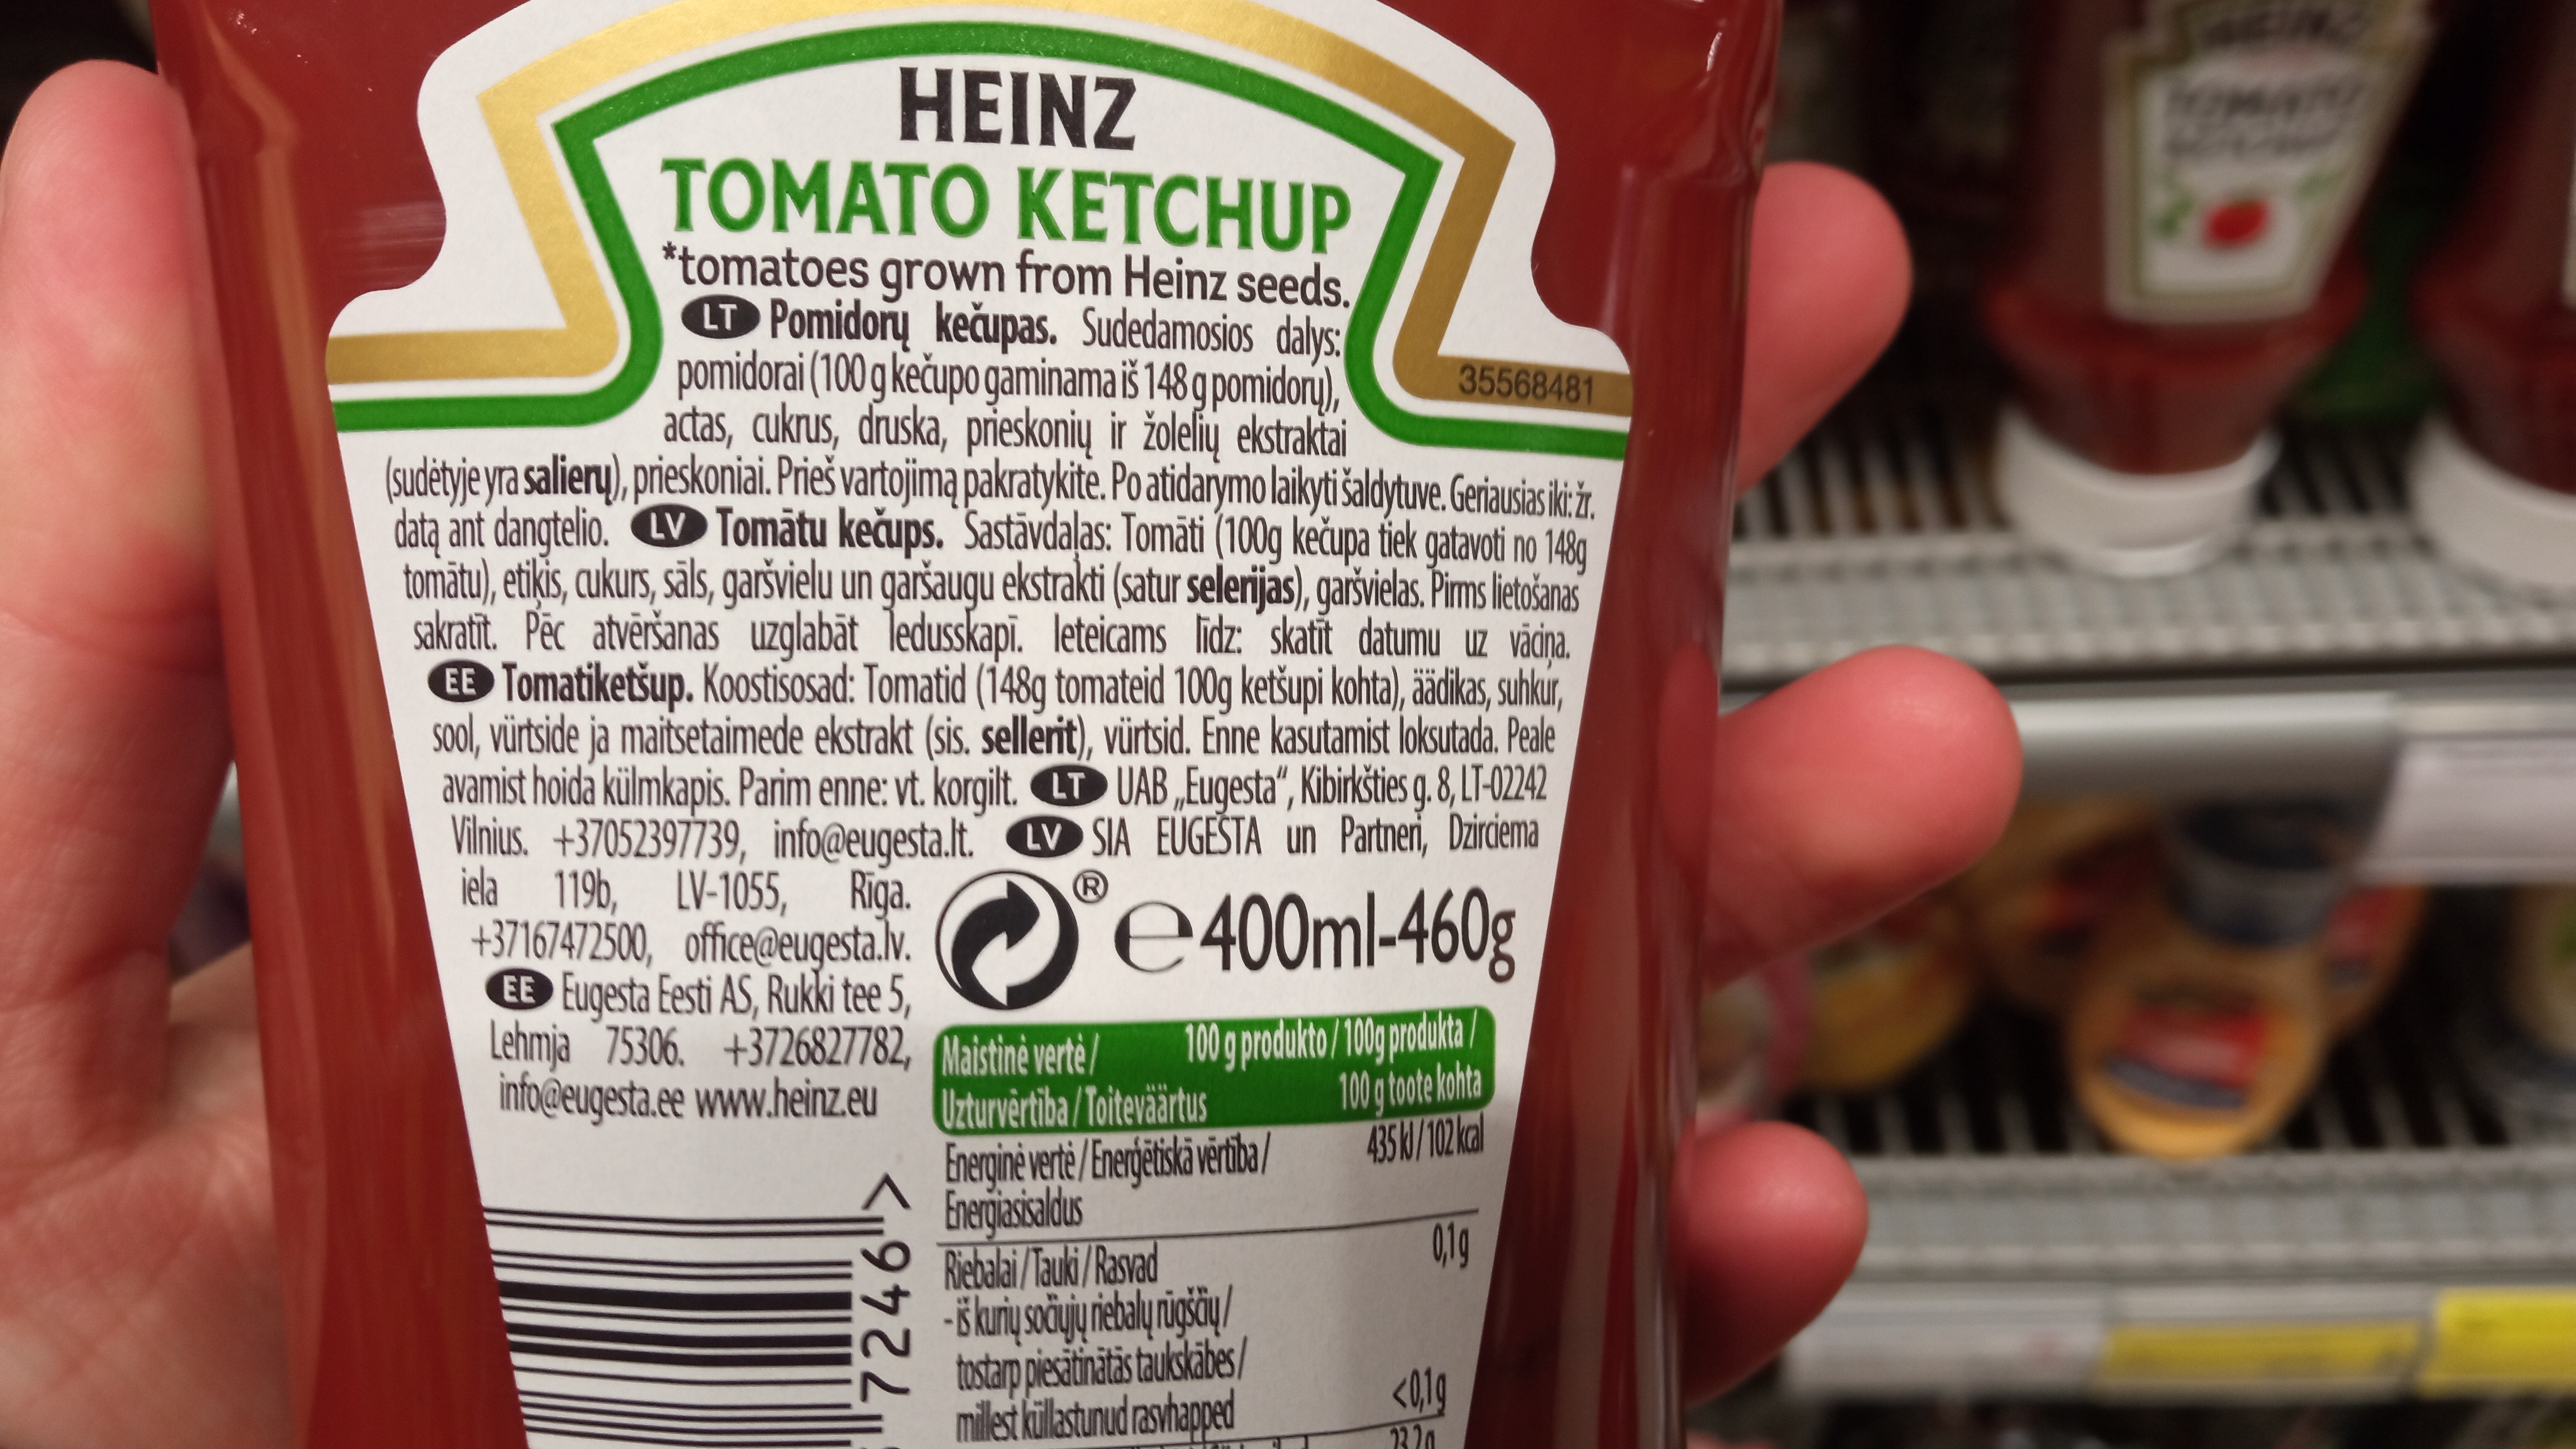 HEINZ
TOMATO KETCHUP
*tomatoes grown from Heinz seeds.
LT Pomidorų kečupas. Sudedamosios dalys:
pomidorai (100 g kečupo gaminama iš 148 g pomidorų),
35568481
actas, cukrus, druska, prieskonių ir žolelių ekstraktai
(sudėtyje yra salierų), prieskoniai. Prieš vartojimą pakratykite. Po atidarymo laikyti šaldytuve. Geriausias iki: žr.
datą ant dangtelio. LV Tomātu kečups. Sastāvdaļas: Tomāti (100g kečupa tiek gatavoti no 148g
tomātu), etiķis, cukurs, sāls, garšvielu un garšaugu ekstrakti (satur selerijas), garšvielas. Pirms lietošanas
sakratīt. Pēc atvēršanas uzglabāt ledusskapī. Ieteicams līdz: skatīt datumu uz vāciņa.
EE Tomatiketšup. Koostisosad: Tomatid (148g tomateid 100g ketšupi kohta), äädikas, suhkur,
sool, vürtside ja maitsetaimede ekstrakt (sis. sellerit), vürtsid. Enne kasutamist loksutada. Peale
avamist hoida külmkapis. Parim enne: vt. korgilt. LT UAB „Eugesta“, Kibirkšties g. 8, LT-02242
Vilnius. +37052397739, info@eugesta.lt. LV SIA EUGESTA un Partneri, Dzirciema
iela 119b, LV-1055, Rīga.
+37167472500, office@eugesta.lv.
EE Eugesta Eesti AS, Rukki tee 5,
Lehmja 75306. +3726827782,
info@eugesta.ee www.heinz.eu
® e 400ml-460g
Maistinė vertė / 100 g produkto / 100g produkta /
Uzturvērtība / Toiteväärtus 100 g toote kohta
Energinė vertė / Enerģētiskā vērtība / 435 kJ / 102 kcal
Energiasisaldus
Riebalai / Tauki / Rasvad 0,1 g
- iš kurių sočiųjų riebalų rūgščių /
tostarp piesātinātās taukskābes /
millest küllastunud rasvhapped <0,1 g
23,2g
7246>
HEINZ
TOMATO
KETCHUP